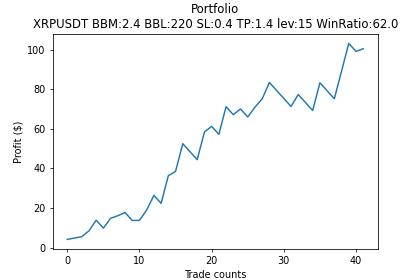 Portfolio
XRPUSDT BBM:2.4 BBL:220 SL:0.4 TP:1.4 lev:15 WinRatio:62.0
100
80
60
40
20
0
Profit ($)
0 10 20 30 40
Trade counts